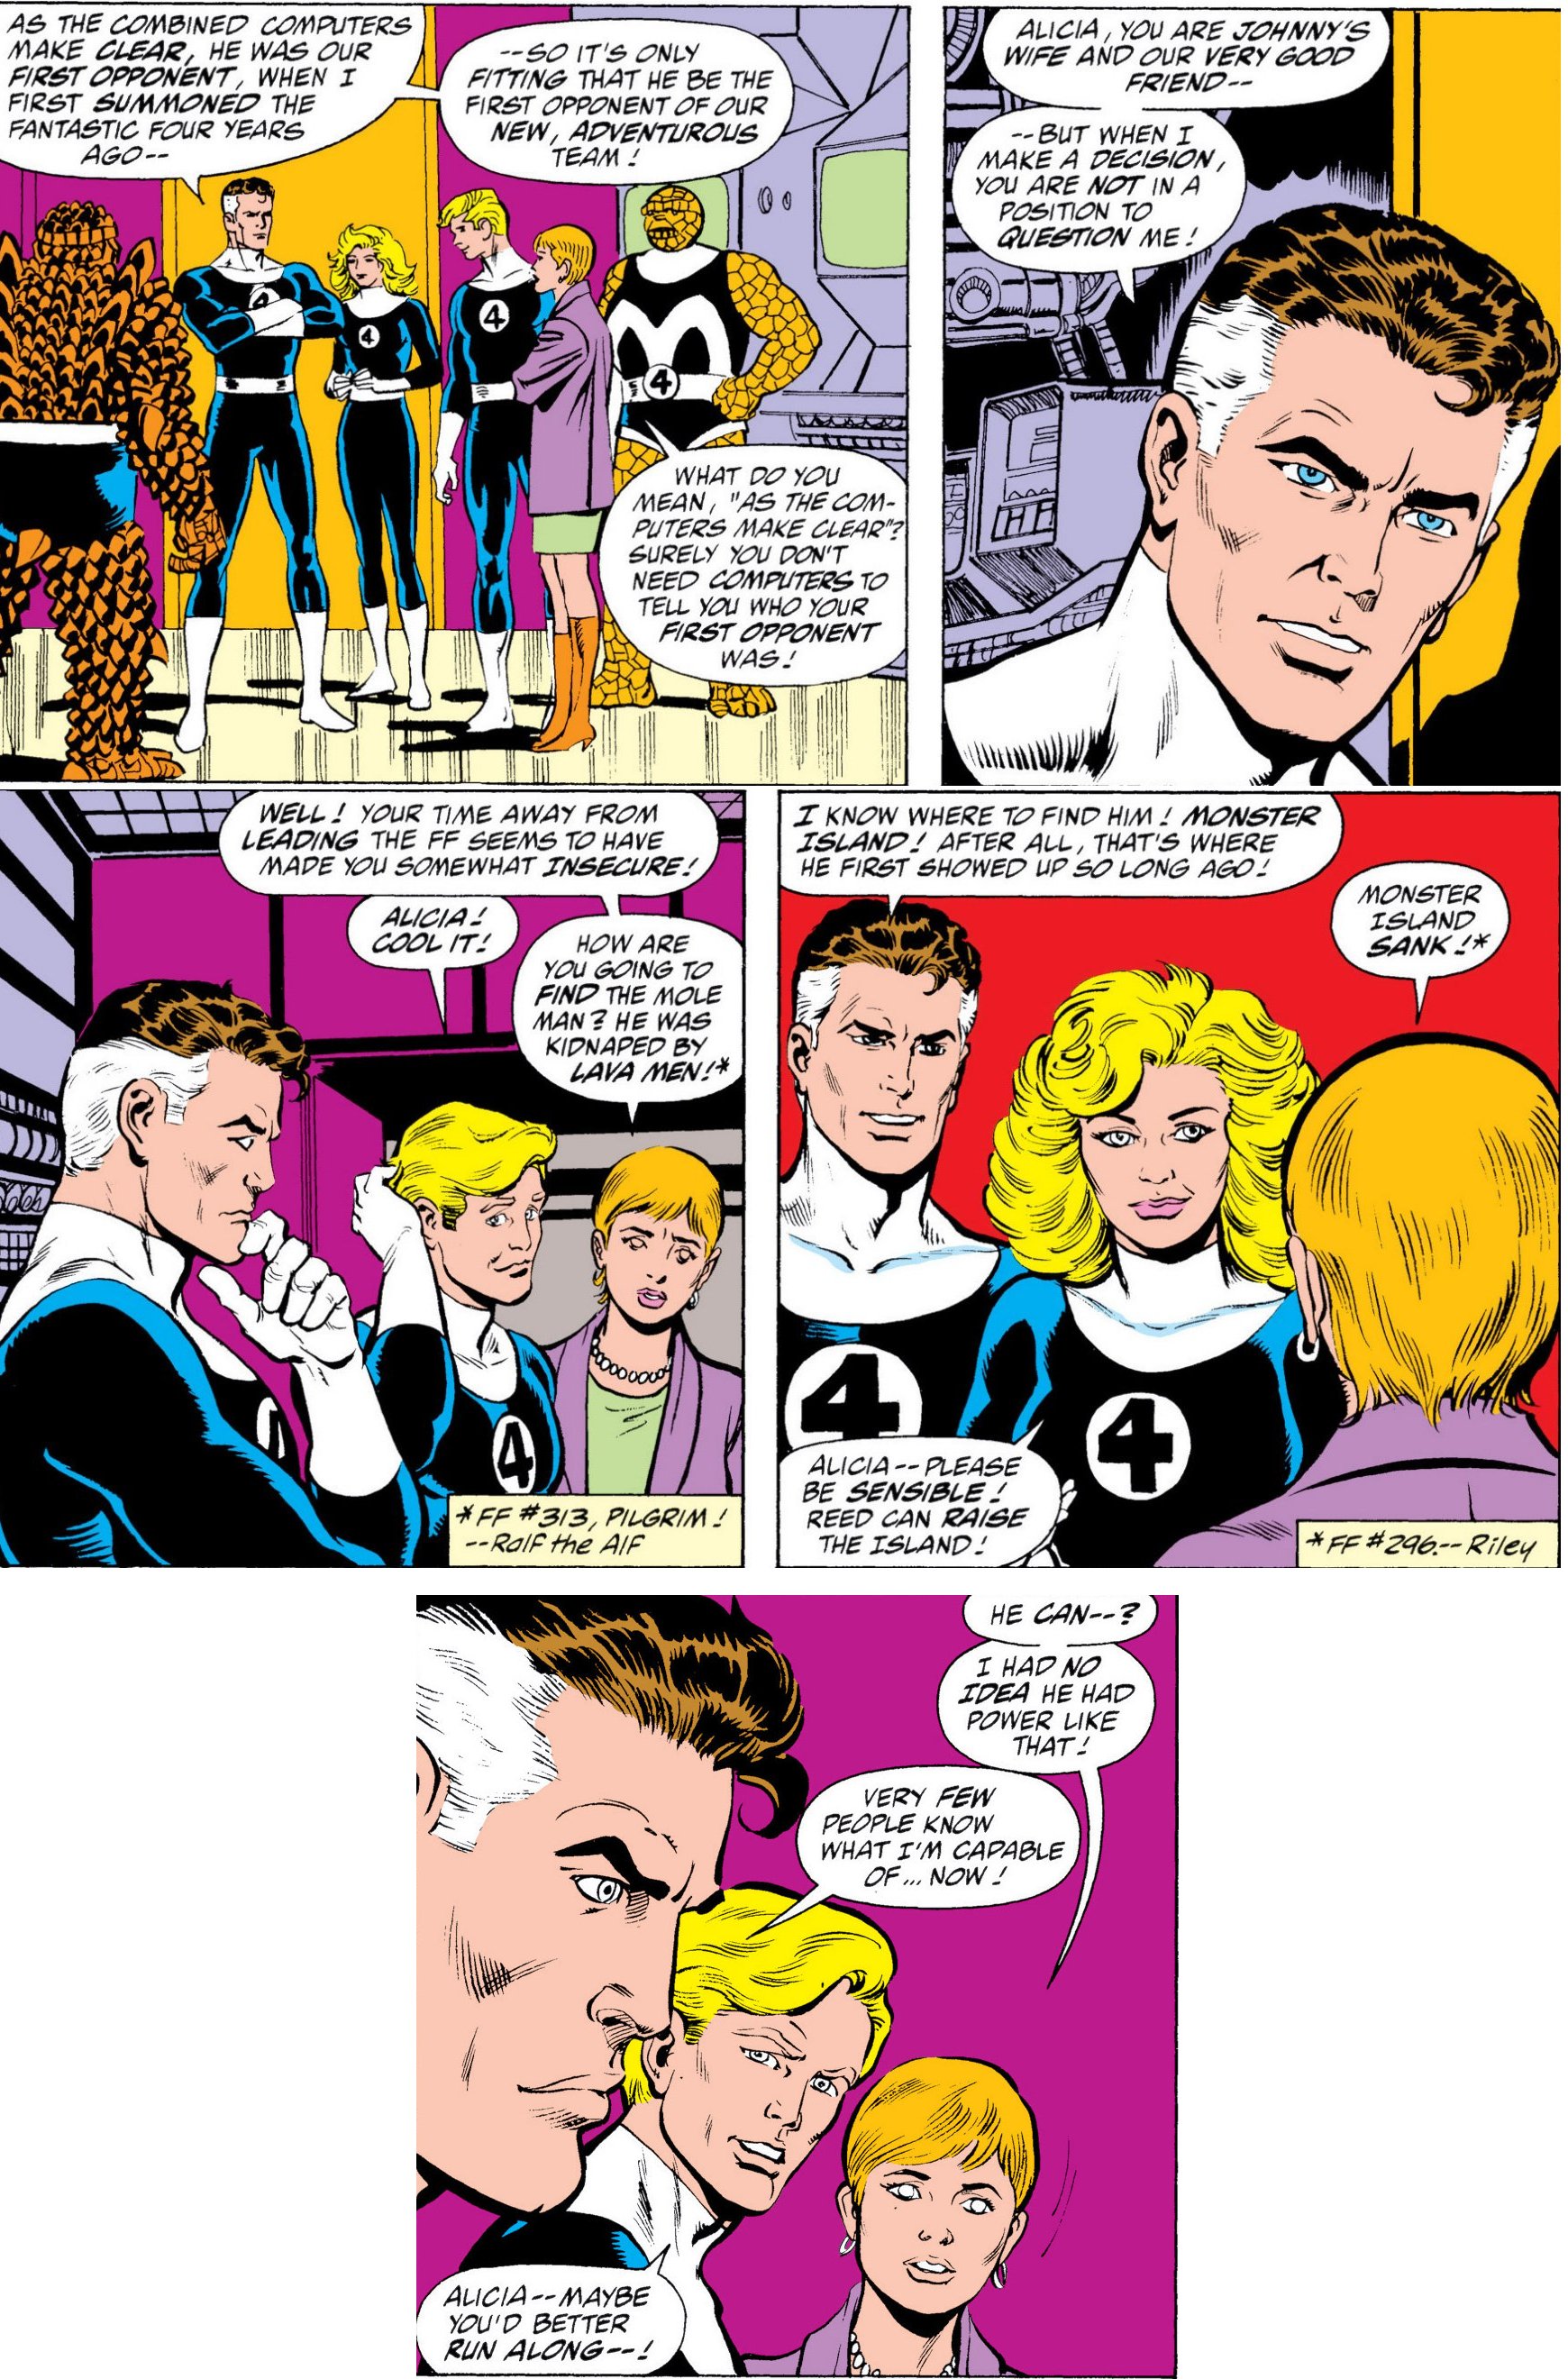 AS THE COMBINED COMPUTERS
MAKE CLEAR, HE WAS OUR
FIRST OPPONENT, WHEN I
FIRST SUMMONED THE
FANTASTIC FOUR YEARS
AGO--
--SO IT'S ONLY
FITTING THAT HE BE THE
FIRST OPPONENT OF OUR
NEW, ADVENTUROUS
TEAM!
4
4
4
4
WHAT DO YOU
MEAN, "AS THE COM-
PUTERS MAKE CLEAR"?
SURELY YOU DON'T
NEED COMPUTERS TO
TELL YOU WHO YOUR
FIRST OPPONENT
WAS!
ALICIA, YOU ARE JOHNNY'S
WIFE AND OUR VERY GOOD
FRIEND--
--BUT WHEN I
MAKE A DECISION,
YOU ARE NOT IN A
POSITION TO
QUESTION ME!
WELL! YOUR TIME AWAY FROM
LEADING THE FF SEEMS TO HAVE
MADE YOU SOMEWHAT INSECURE!
ALICIA!
COOL IT!
HOW ARE
YOU GOING TO
FIND THE MOLE
MAN? HE WAS
KIDNAPED BY
LAVA MEN!*
4
4
*FF #313, PILGRIM!
--Ralf the Alf
I KNOW WHERE TO FIND HIM! MONSTER
ISLAND! AFTER ALL, THAT'S WHERE
HE FIRST SHOWED UP SO LONG AGO!
MONSTER
ISLAND
SANK!*
4
4
ALICIA--PLEASE
BE SENSIBLE!
REED CAN RAISE
THE ISLAND!
*FF #296.--Riley
HE CAN--?
I HAD NO
IDEA HE HAD
POWER LIKE
THAT!
VERY FEW
PEOPLE KNOW
WHAT I'M CAPABLE
OF... NOW!
ALICIA--MAYBE
YOU'D BETTER
RUN ALONG--!